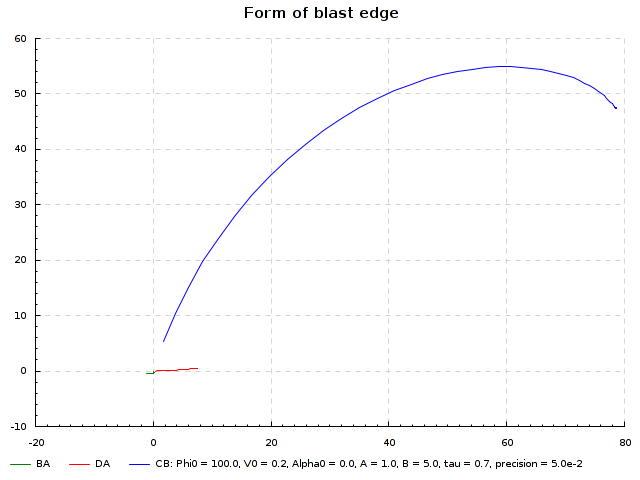 Form of blast edge
60
50
40
30
20
10
0
-10
-20 0 20 40 60 80
BA DA CB: Phi0 = 100.0, V0 = 0.2, Alpha0 = 0.0, A = 1.0, B = 5.0, tau = 0.7, precision = 5.0e-2